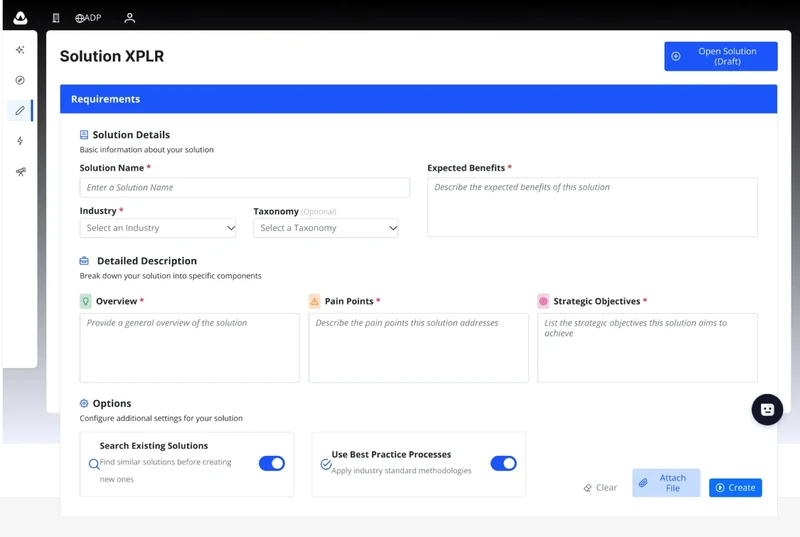 ADP
Solution XPLR
Open Solution
(Draft)
Requirements
Solution Details
Basic information about your solution
Solution Name *
Enter a Solution Name
Expected Benefits *
Describe the expected benefits of this solution
Industry *
Select an Industry
Taxonomy (Optional)
Select a Taxonomy
Detailed Description
Break down your solution into specific components
Overview *
Provide a general overview of the solution
Pain Points *
Describe the pain points this solution addresses
Strategic Objectives *
List the strategic objectives this solution aims to
achieve
Options
Configure additional settings for your solution
Search Existing Solutions
Find similar solutions before creating
new ones
Use Best Practice Processes
Apply industry standard methodologies
Clear
Attach
File
Create